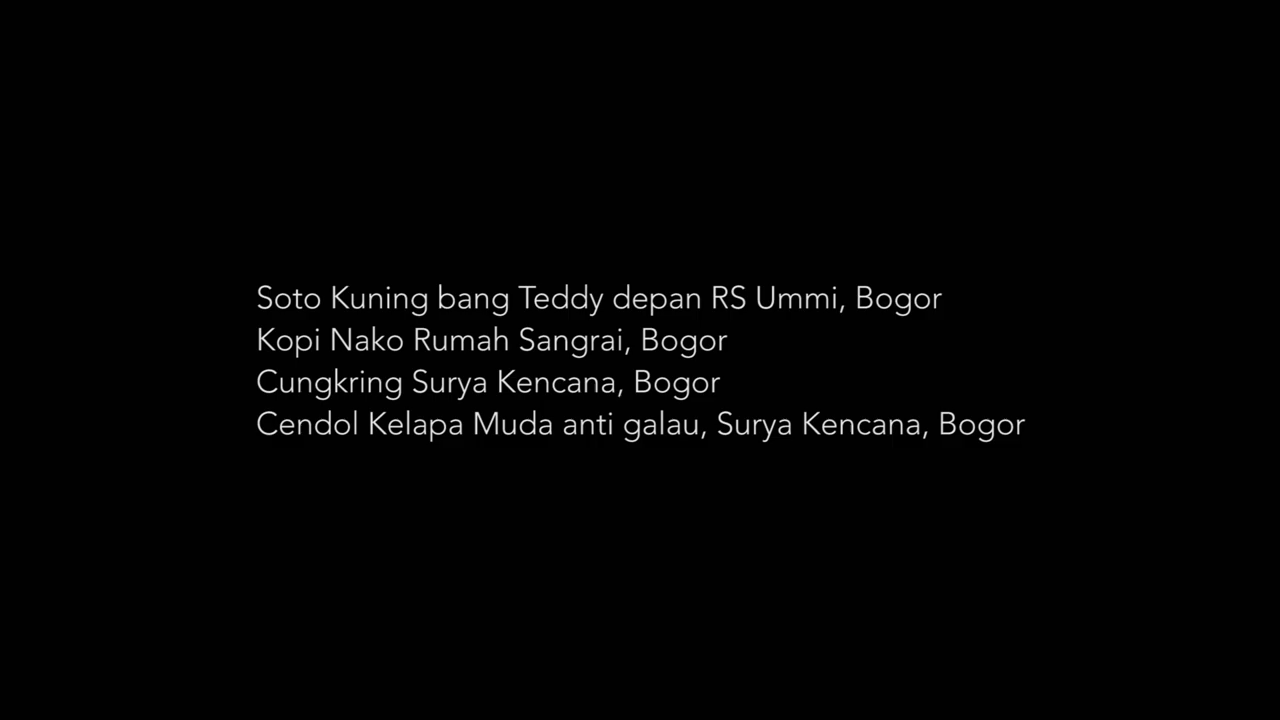 Soto Kuning bang Teddy depan RS Ummi, Bogor
Kopi Nako Rumah Sangrai, Bogor
Cungkring Surya Kencana, Bogor
Cendol Kelapa Muda anti galau, Surya Kencana, Bogor